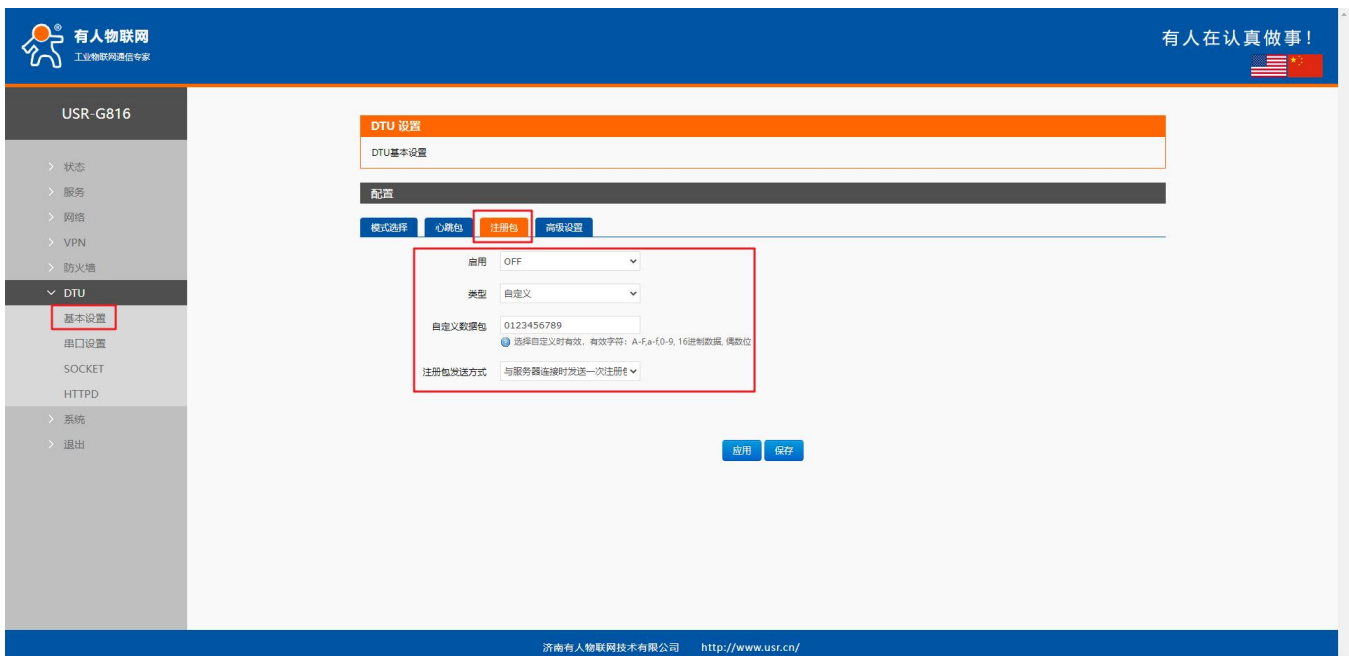 有人物联网
工业物联网通信专家
有人在认真做事!
USR-G816
状态
服务
网络
VPN
防火墙
DTU
基本设置
串口设置
SOCKET
HTTPD
系统
退出
DTU 设置
DTU基本设置
配置
模式选择 心跳包 注册包 高级设置
启用 OFF
类型 自定义
自定义数据包 0123456789
选择自定义时有效, 有效字符: A-F,a-f,0-9, 16进制数据, 偶数位
注册包发送方式 与服务器连接时发送一次注册
应用 保存
济南有人物联网技术有限公司 http://www.usr.cn/